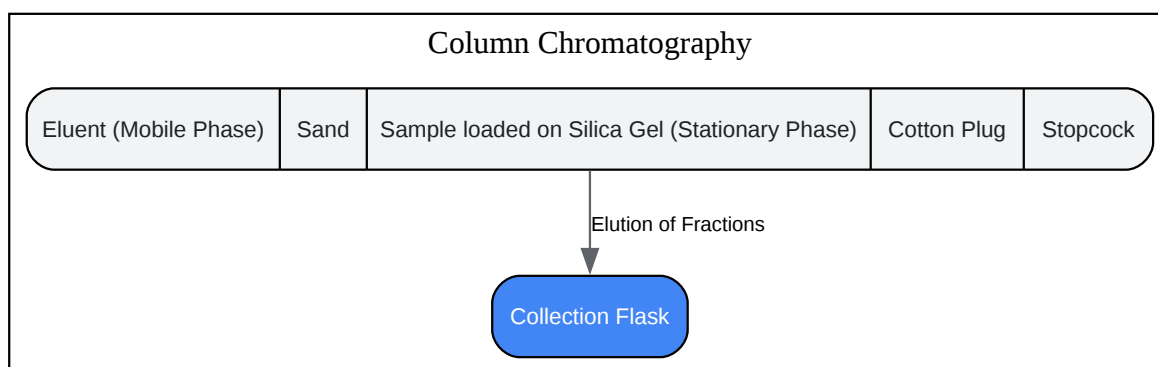 Column Chromatography
Eluent (Mobile Phase)
Sand
Sample loaded on Silica Gel (Stationary Phase)
Cotton Plug
Stopcock
Elution of Fractions
Collection Flask